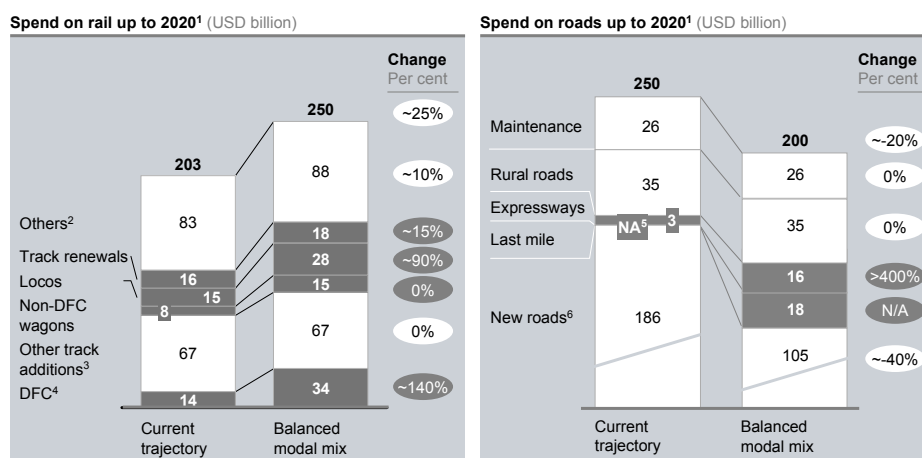 Spend on rail up to 2020¹ (USD billion)
Change
Per cent
250
~25%
203
88
~10%
83
Others²
18
~15%
Track renewals
16
28
~90%
Locos
15
15
0%
Non-DFC
wagons
8
67
0%
Other track
additions³
67
DFC⁴
14
34
~140%
Current
trajectory
Balanced
modal mix
Spend on roads up to 2020¹ (USD billion)
Change
Per cent
250
Maintenance
26
200
~-20%
Rural roads
35
26
0%
Expressways
NA⁵
3
35
0%
Last mile
16
>400%
18
N/A
New roads⁶
186
105
~-40%
Current
trajectory
Balanced
modal mix